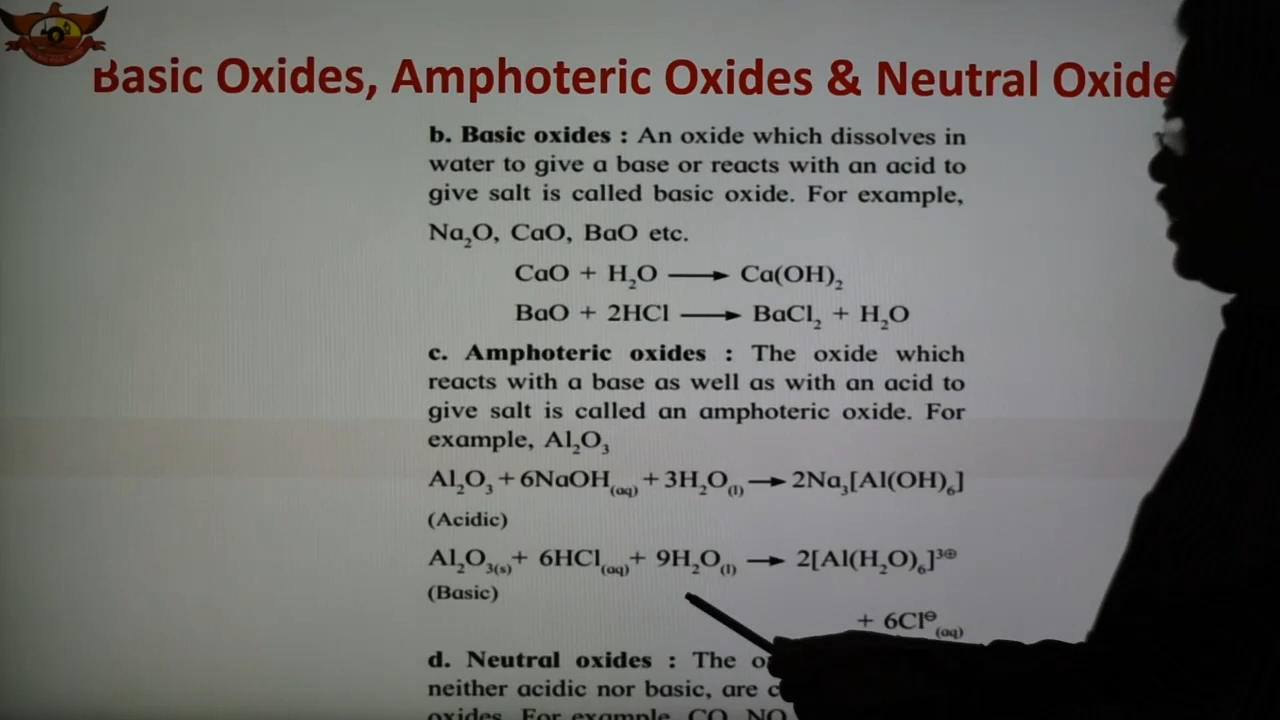 Basic Oxides, Amphoteric Oxides & Neutral Oxide
b. Basic oxides : An oxide which dissolves in
water to give a base or reacts with an acid to
give salt is called basic oxide. For example,
Na₂O, CaO, BaO etc.
CaO + H₂O ⟶ Ca(OH)₂
BaO + 2HCl ⟶ BaCl₂ + H₂O
c. Amphoteric oxides : The oxide which
reacts with a base as well as with an acid to
give salt is called an amphoteric oxide. For
example, Al₂O₃
Al₂O₃ + 6NaOH(aq) + 3H₂O(l) ⟶ 2Na₃[Al(OH)₆]
(Acidic)
Al₂O₃(s) + 6HCl(aq) + 9H₂O(l) ⟶ 2[Al(H₂O)₆]³⊕
(Basic)
+ 6Cl⊖(aq)
d. Neutral oxides : The
neither acidic nor basic, are
oxides. For example, CO, NO